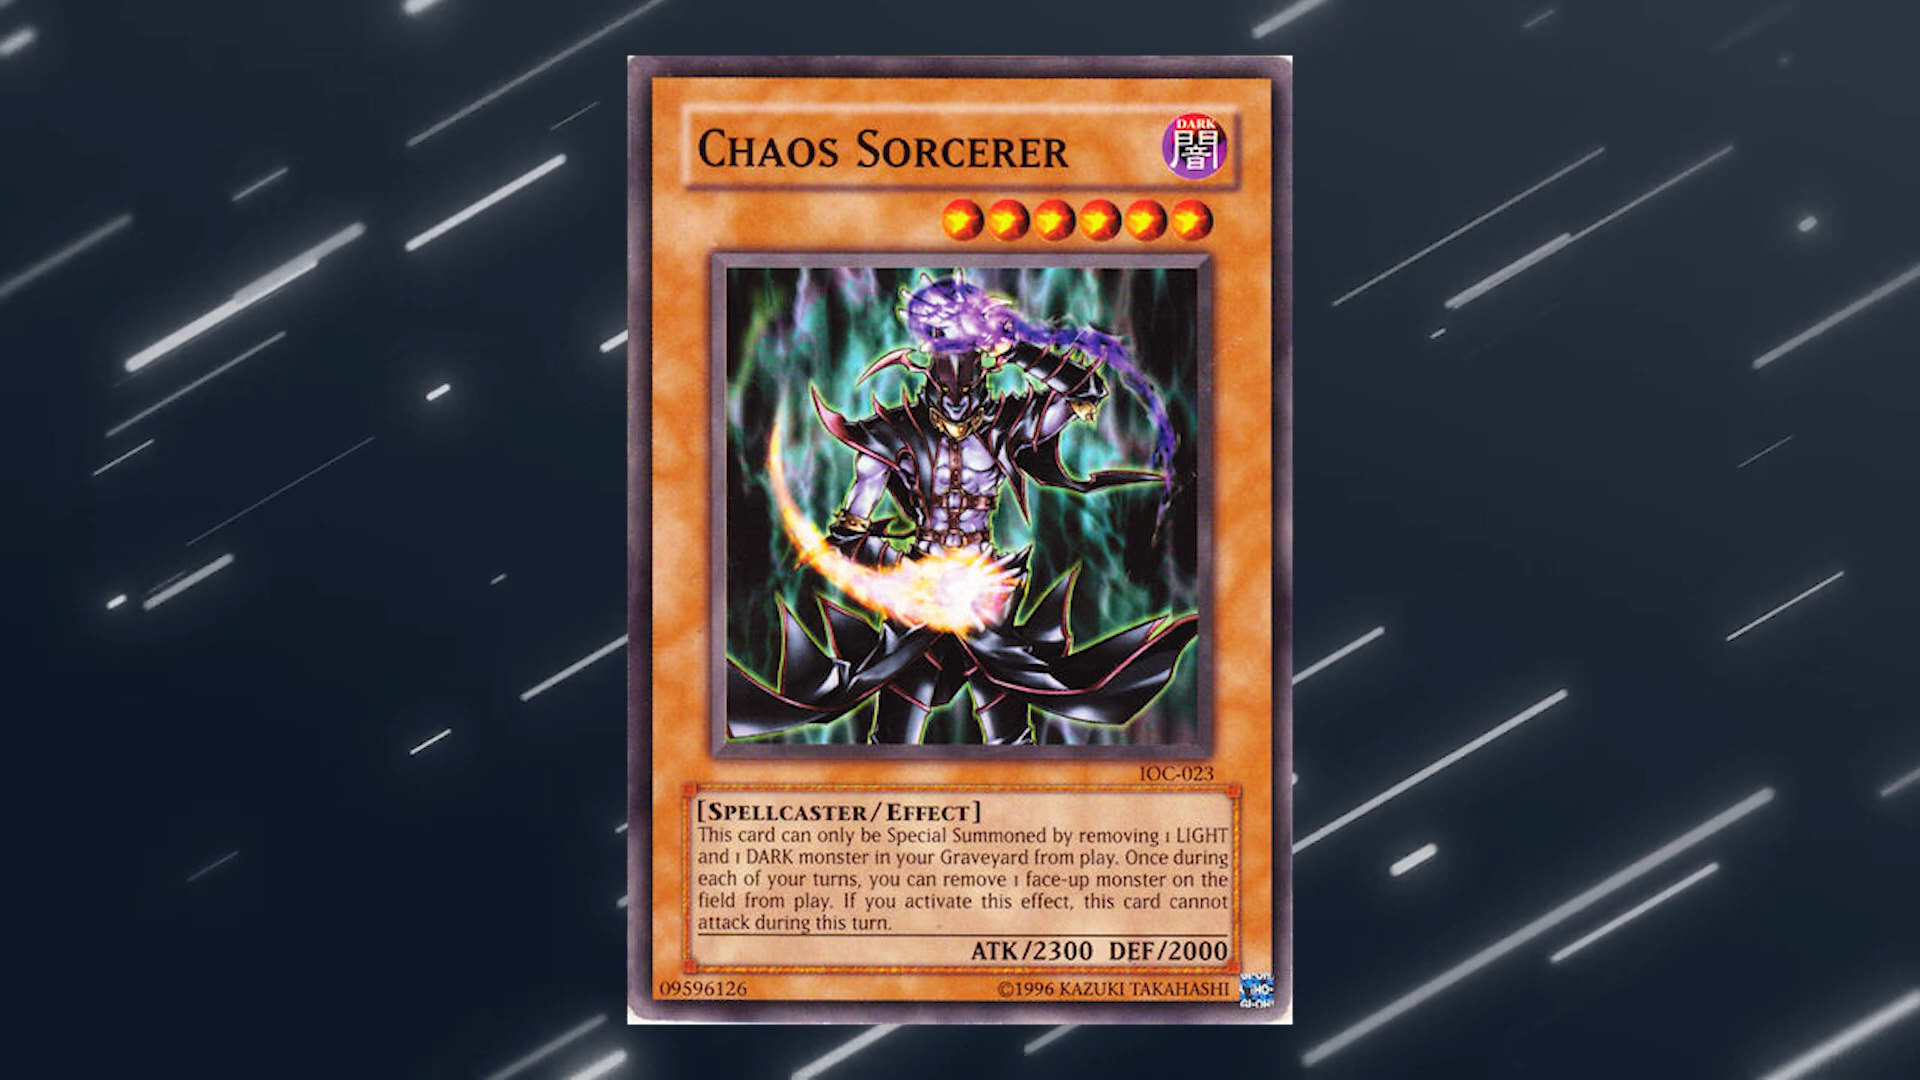 CHAOS SORCERER
DARK
闇
IOC-023
[SPELLCASTER/EFFECT]
This card can only be Special Summoned by removing 1 LIGHT
and 1 DARK monster in your Graveyard from play. Once during
each of your turns, you can remove 1 face-up monster on the
field from play. If you activate this effect, this card cannot
attack during this turn.
ATK/2300 DEF/2000
09596126
©1996 KAZUKI TAKAHASHI